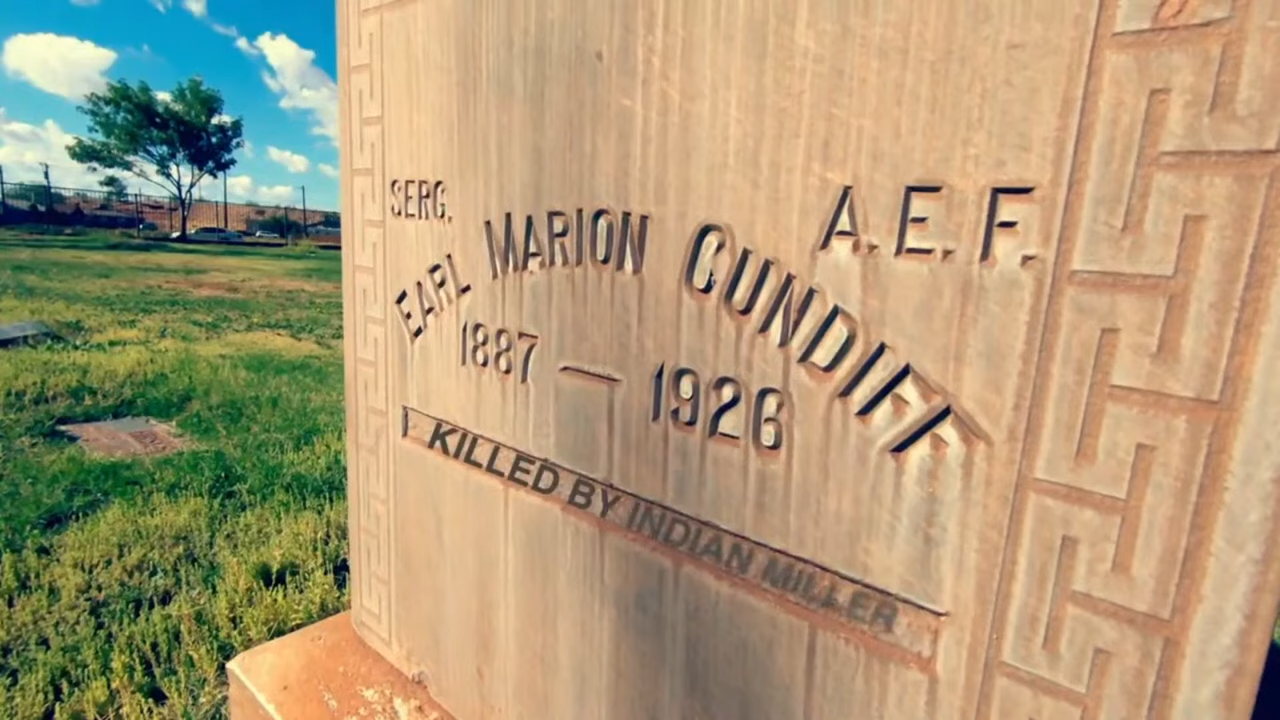 SERG. A.E.F.
EARL MARION CUNDIFF
1887 — 1926
KILLED BY INDIAN MILLER